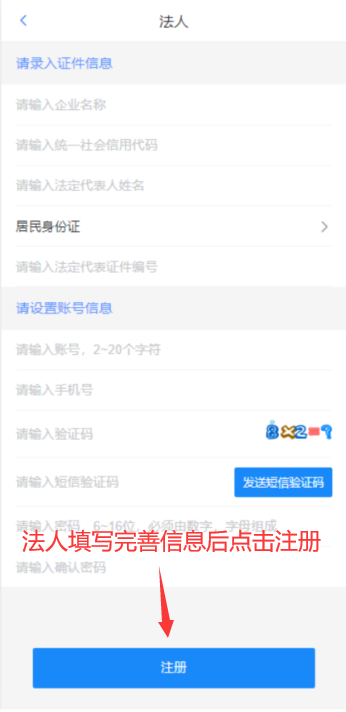 法人
请录入证件信息
请输入企业名称
请输入统一社会信用代码
请输入法定代表人姓名
居民身份证
请输入法定代表证件编号
请设置账号信息
请输入账号，2~20个字符
请输入手机号
请输入验证码
8×2=?
请输入短信验证码
发送短信验证码
请输入密码，6~16位，必须由数字、字母组成
法人填写完善信息后点击注册
请输入确认密码
注册